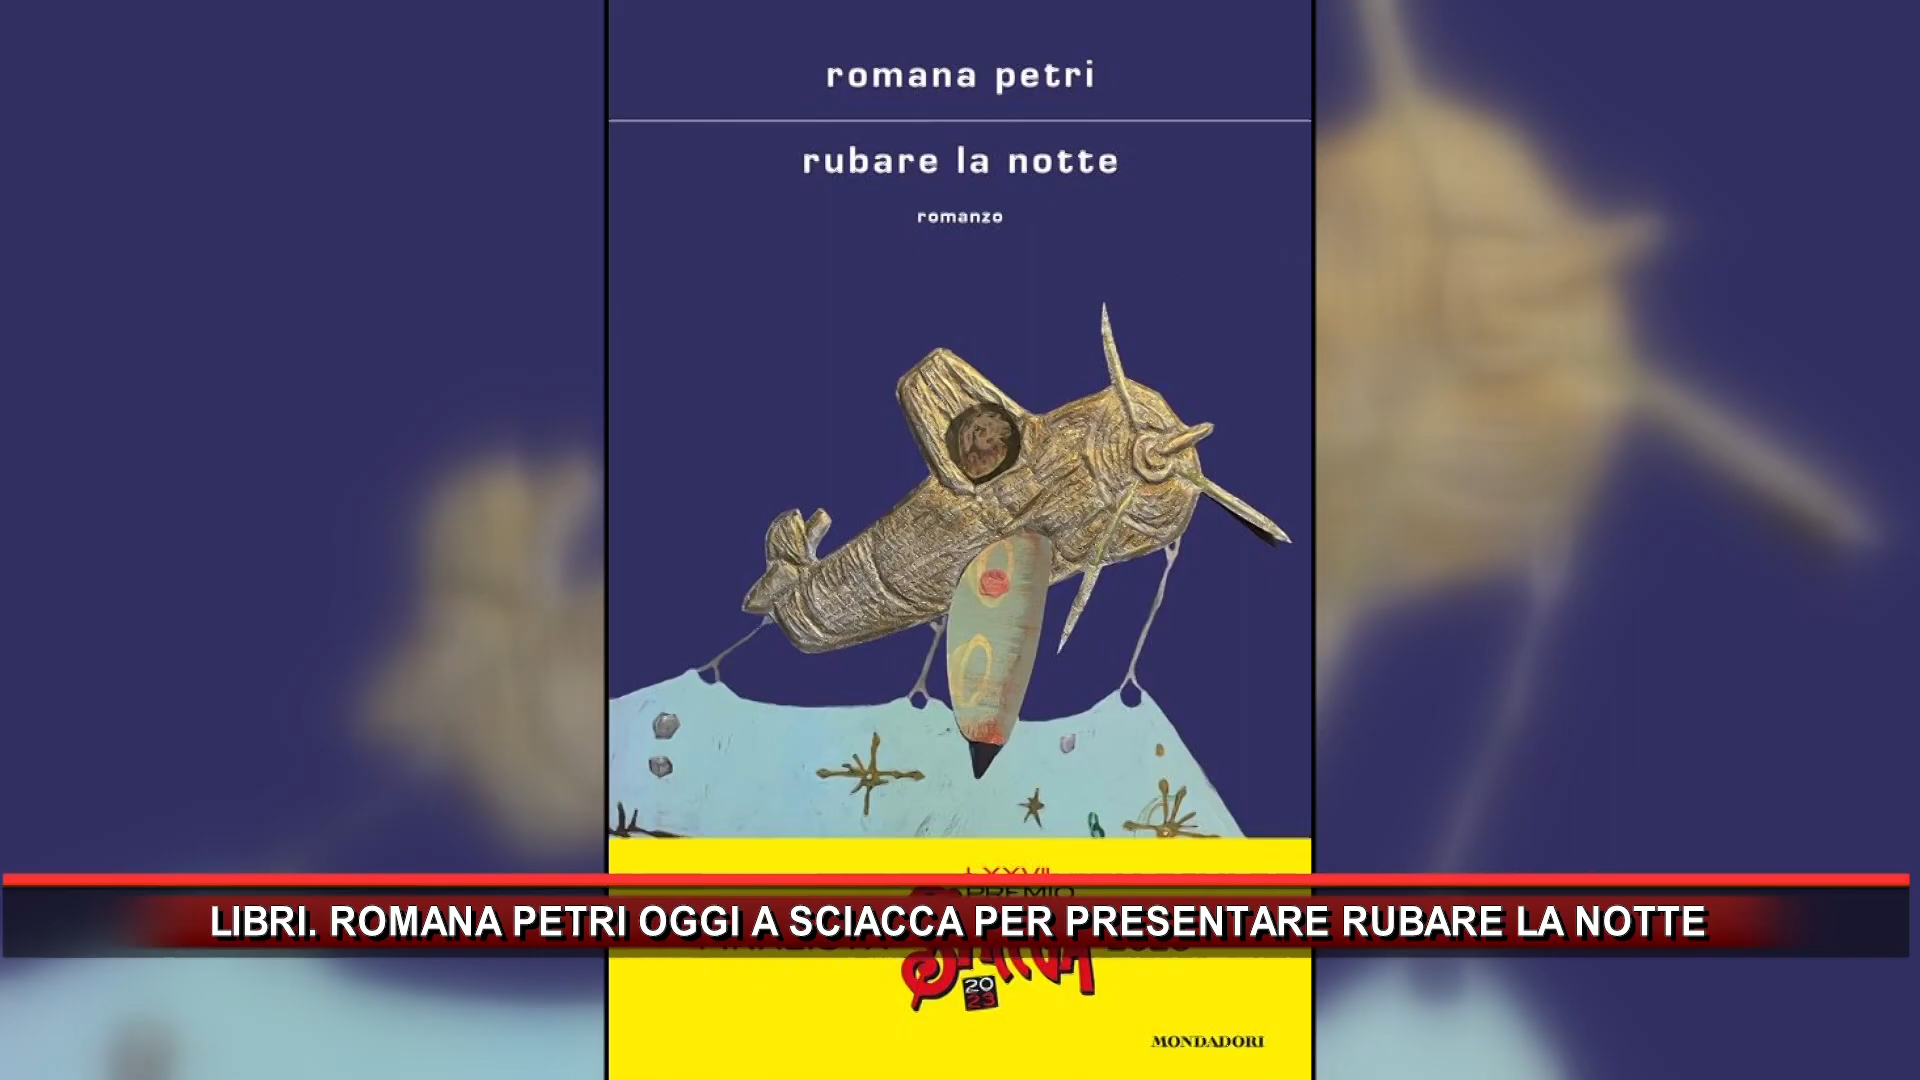 romana petri
rubare la notte
romanzo
LXXVII
PREMIO
LIBRI. ROMANA PETRI OGGI A SCIACCA PER PRESENTARE RUBARE LA NOTTE
20
23
MONDADORI